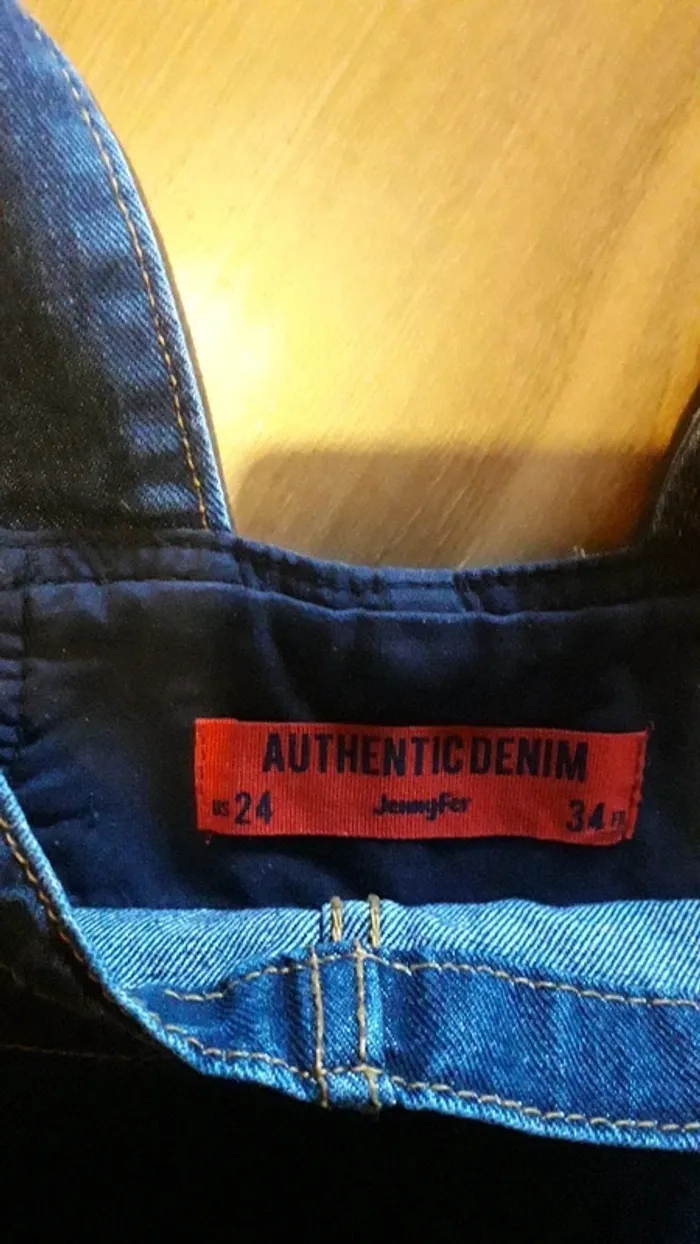 AUTHENTIC DENIM
US 24 Jennyfer 34 FR